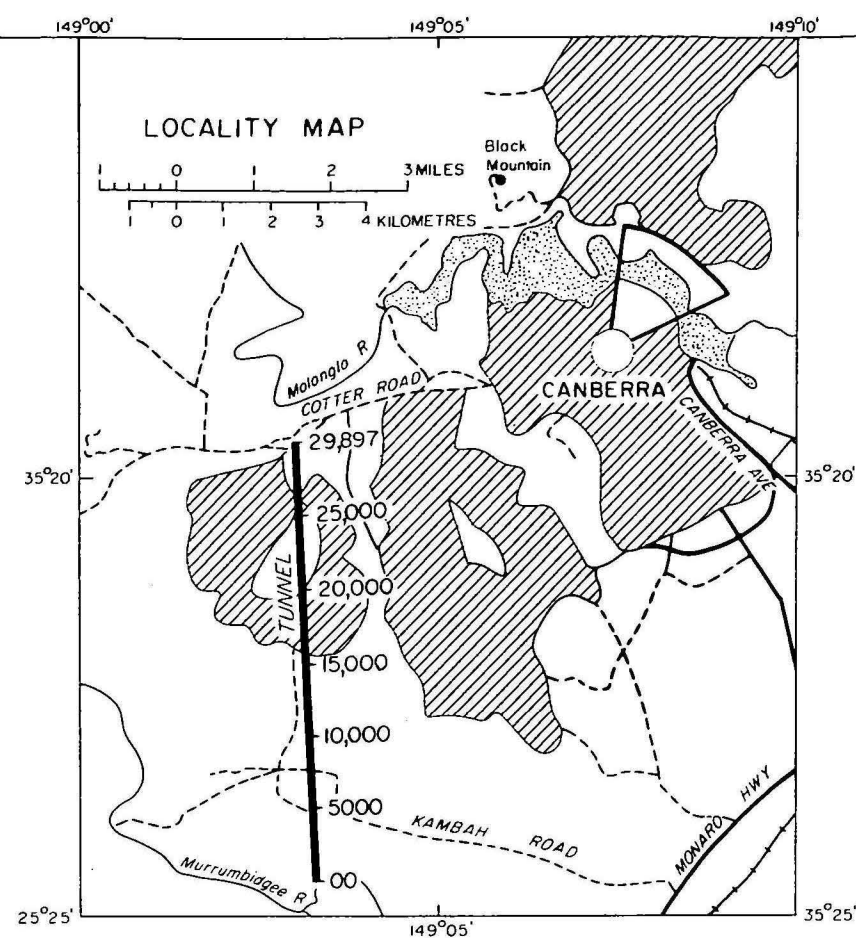 149°00' 149°05' 149°10'
LOCALITY MAP
Black
Mountain
1 0 1 2 3 MILES
1 0 1 2 3 4 KILOMETRES
Molonglo R
COTTER ROAD
CANBERRA
CANBERRA AVE
29,897
35°20' 35°20'
25,000
TUNNEL
20,000
15,000
10,000
5000
KAMBAH ROAD
MONARO HWY
Murrumbidgee R
00
25°25' 35°25'
149°05'